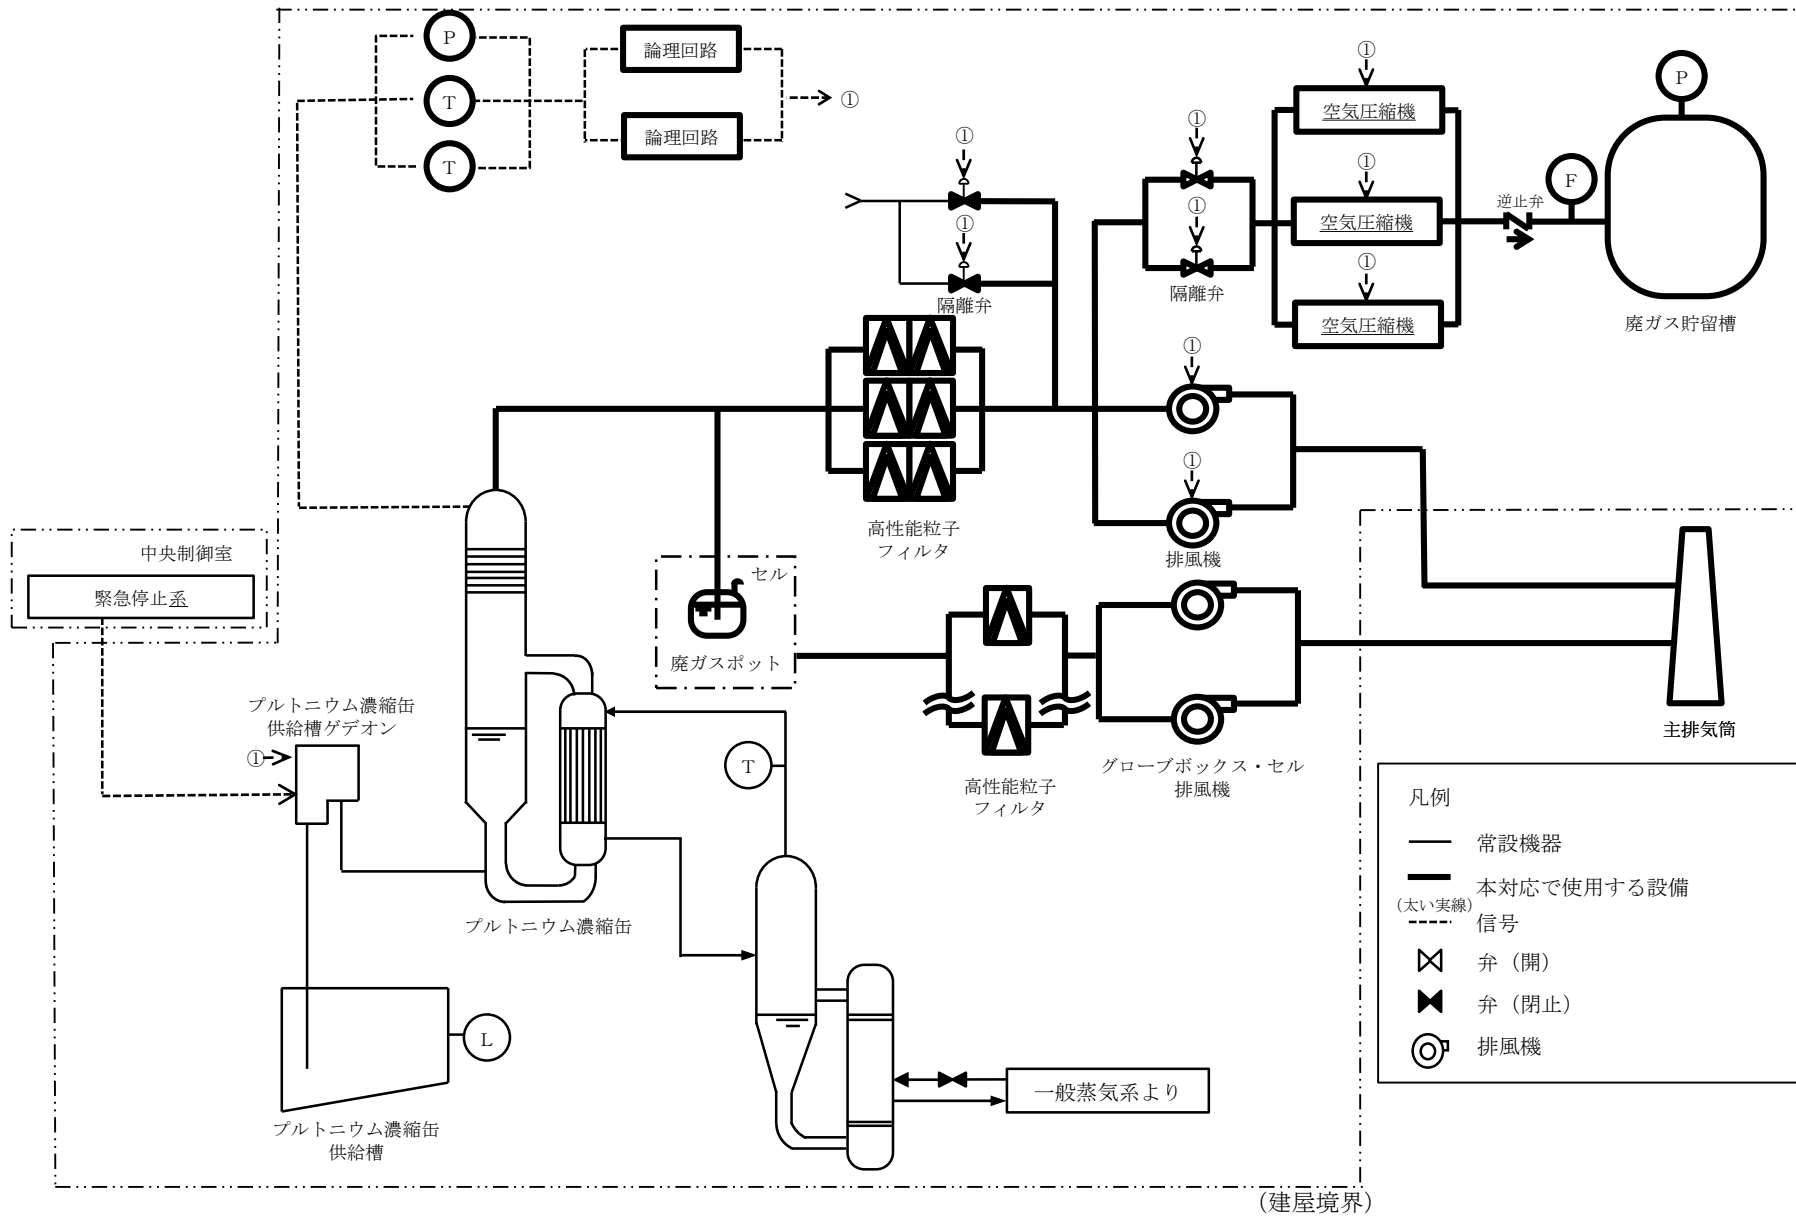 P
T
T
論理回路
論理回路
①
①
①
隔離弁
①
①
隔離弁
①
空気圧縮機
①
空気圧縮機
①
空気圧縮機
逆止弁
F
P
廃ガス貯留槽
①
①
排風機
高性能粒子
フィルタ
中央制御室
緊急停止系
セル
廃ガスポット
高性能粒子
フィルタ
グローブボックス・セル
排風機
主排気筒
プルトニウム濃縮缶
供給槽ゲデオン
①
T
プルトニウム濃縮缶
L
プルトニウム濃縮缶
供給槽
一般蒸気系より
凡例
常設機器
本対応で使用する設備
(太い実線)
信号
弁（開）
弁（閉止）
排風機
（建屋境界）